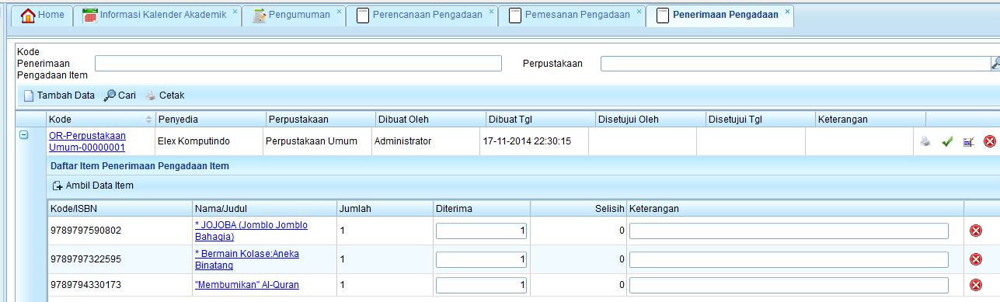 Home Informasi Kalender Akademik Pengumuman Perencanaan Pengadaan Pemesanan Pengadaan Penerimaan Pengadaan
Kode
Penerimaan
Pengadaan Item
Perpustakaan
Tambah Data Cari Cetak
Kode Penyedia Perpustakaan Dibuat Oleh Dibuat Tgl Disetujui Oleh Disetujui Tgl Keterangan
OR-Perpustakaan
Umum-00000001
Elex Komputindo Perpustakaan Umum Administrator 17-11-2014 22:30:15
Daftar Item Penerimaan Pengadaan Item
Ambil Data Item
Kode/ISBN Nama/Judul Jumlah Diterima Selisih Keterangan
9789797590802 * JOJOBA (Jomblo Jomblo
Bahagia)
1 1 0
9789797322595 * Bermain Kolase:Aneka
Binatang
1 1 0
9789794330173 "Membumikan" Al-Quran 1 1 0